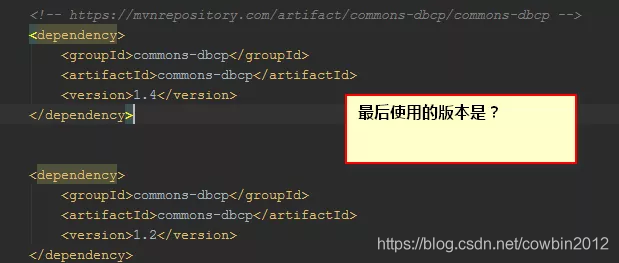 <!-- https://mvnrepository.com/artifact/commons-dbcp/commons-dbcp -->
<dependency>
<groupId>commons-dbcp</groupId>
<artifactId>commons-dbcp</artifactId>
<version>1.4</version>
</dependency>
最后使用的版本是？
<dependency>
<groupId>commons-dbcp</groupId>
<artifactId>commons-dbcp</artifactId>
<version>1.2</version>
</dependency>
https://blog.csdn.net/cowbin2012